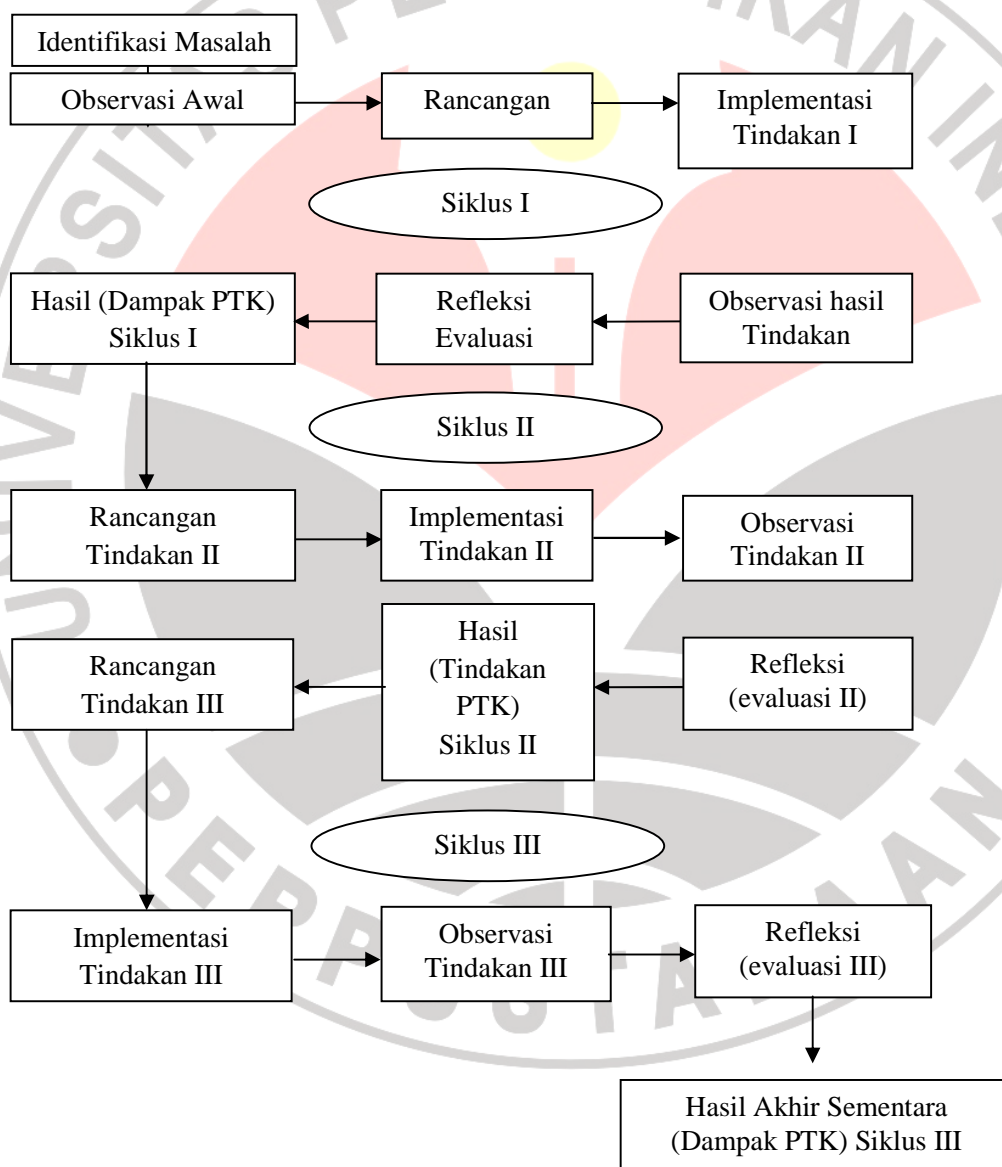 Identifikasi Masalah
Observasi Awal
Rancangan
Implementasi
Tindakan I
Siklus I
Hasil (Dampak PTK)
Siklus I
Refleksi
Evaluasi
Observasi hasil
Tindakan
Siklus II
Rancangan
Tindakan II
Implementasi
Tindakan II
Observasi
Tindakan II
Rancangan
Tindakan III
Hasil
(Tindakan
PTK)
Siklus II
Refleksi
(evaluasi II)
Siklus III
Implementasi
Tindakan III
Observasi
Tindakan III
Refleksi
(evaluasi III)
Hasil Akhir Sementara
(Dampak PTK) Siklus III
PERPUSTAKAAN